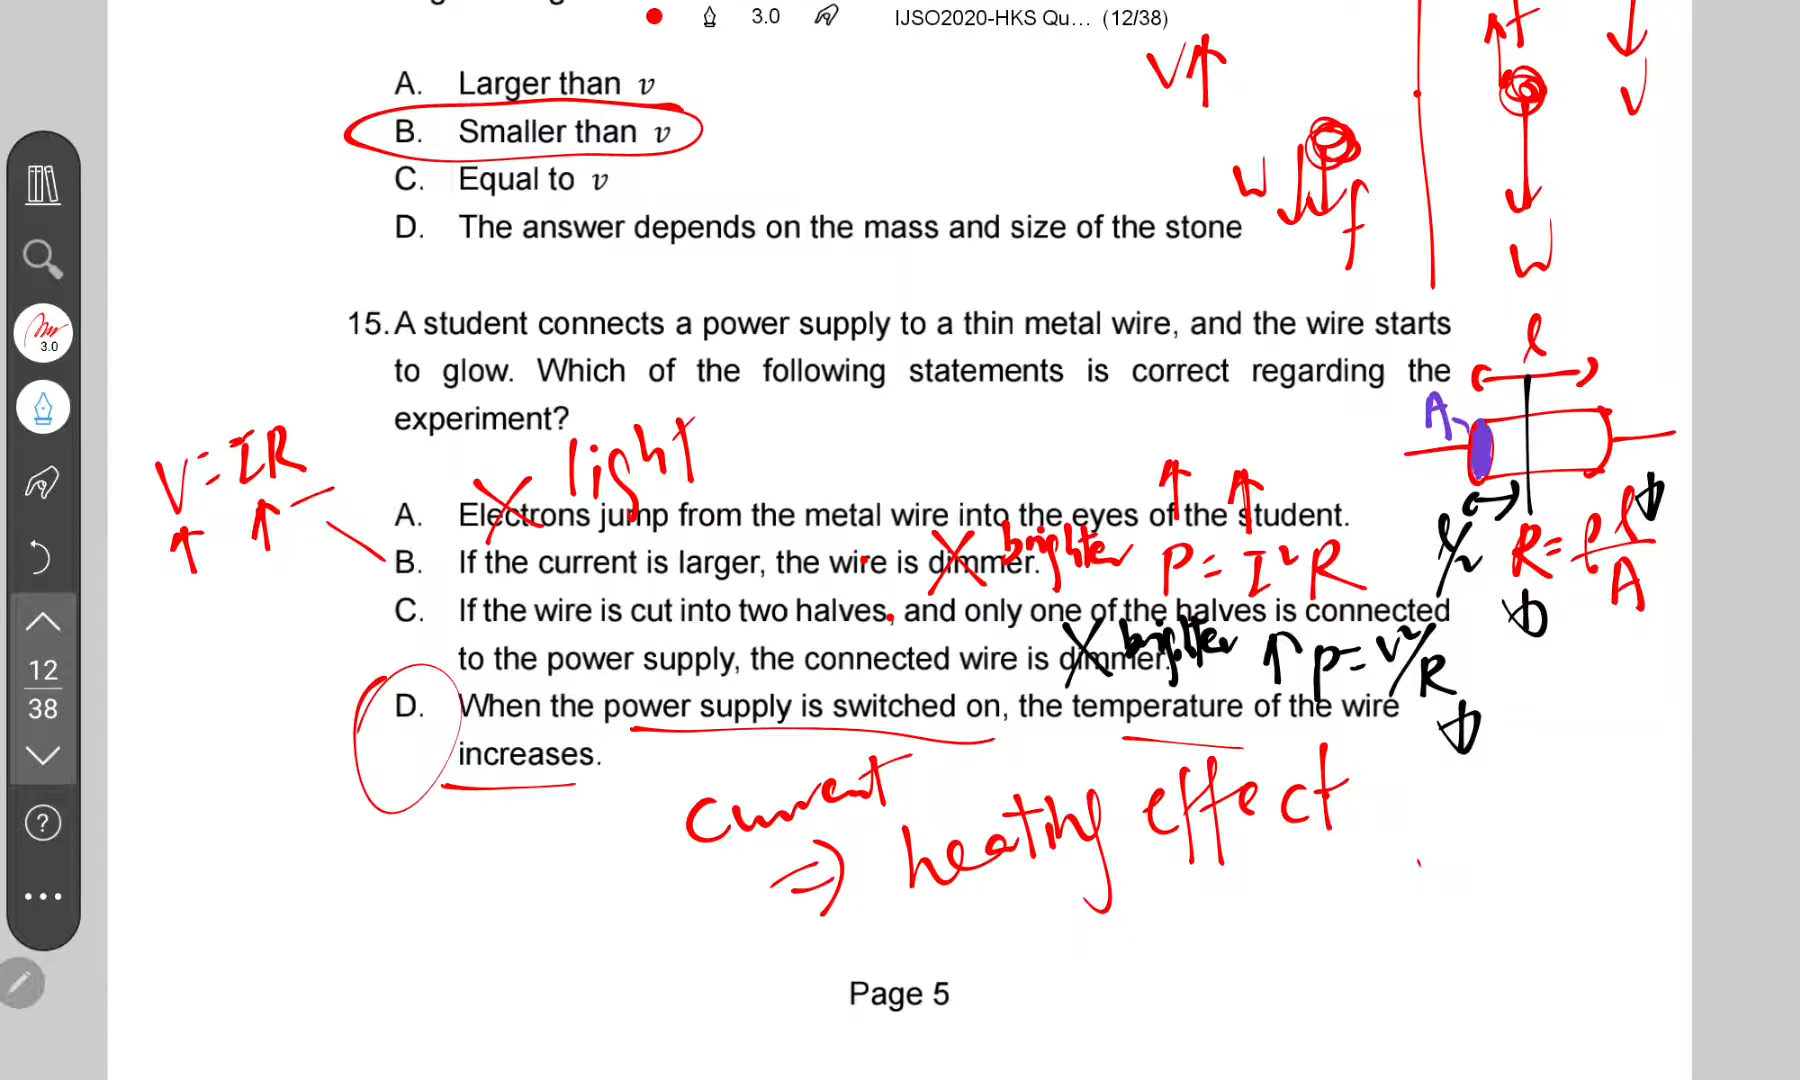 3.0 IJSO2020-HKS Qu... (12/38)
A. Larger than v
B. Smaller than v
C. Equal to v
D. The answer depends on the mass and size of the stone
V↑
W
f
f
W
V
15. A student connects a power supply to a thin metal wire, and the wire starts
to glow. Which of the following statements is correct regarding the
experiment?
ℓ
A
V = IR
light
A. Electrons jump from the metal wire into the eyes of the student.
B. If the current is larger, the wire is dimmer.
brighter P = I²R
ℓ/2
R = ρℓ/A
C. If the wire is cut into two halves, and only one of the halves is connected
to the power supply, the connected wire is dimmer.
brighter ↑ P = V²/R
D. When the power supply is switched on, the temperature of the wire
increases.
current
⇒ heating effect
3.0
12
38
?
Page 5